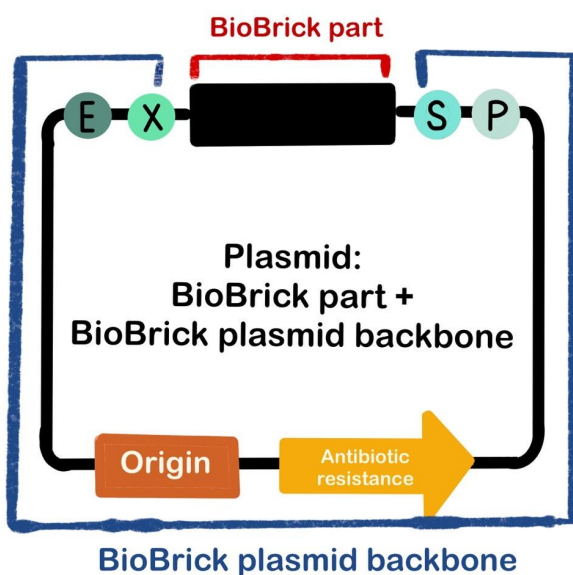 BioBrick part
E
X
S
P
Plasmid:
BioBrick part +
BioBrick plasmid backbone
Origin
Antibiotic
resistance
BioBrick plasmid backbone